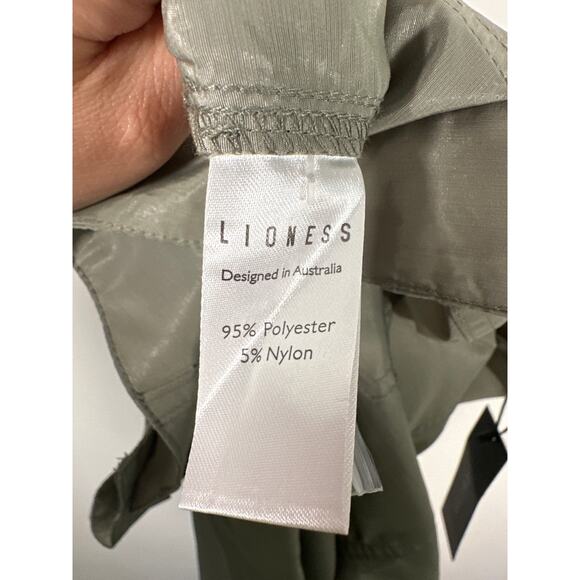 LIONESS
Designed in Australia
95% Polyester
5% Nylon